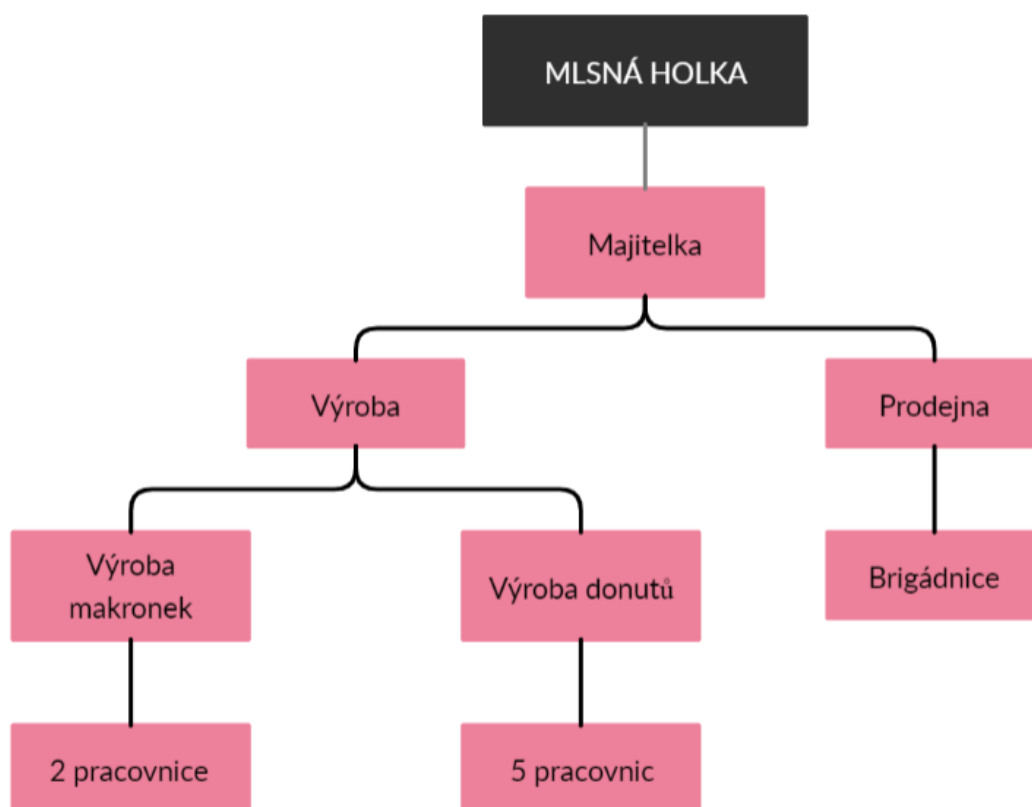 MLSNÁ HOLKA
Majitelka
Výroba
Prodejna
Výroba
makronek
Výroba donutů
Brigádnice
2 pracovnice
5 pracovnic